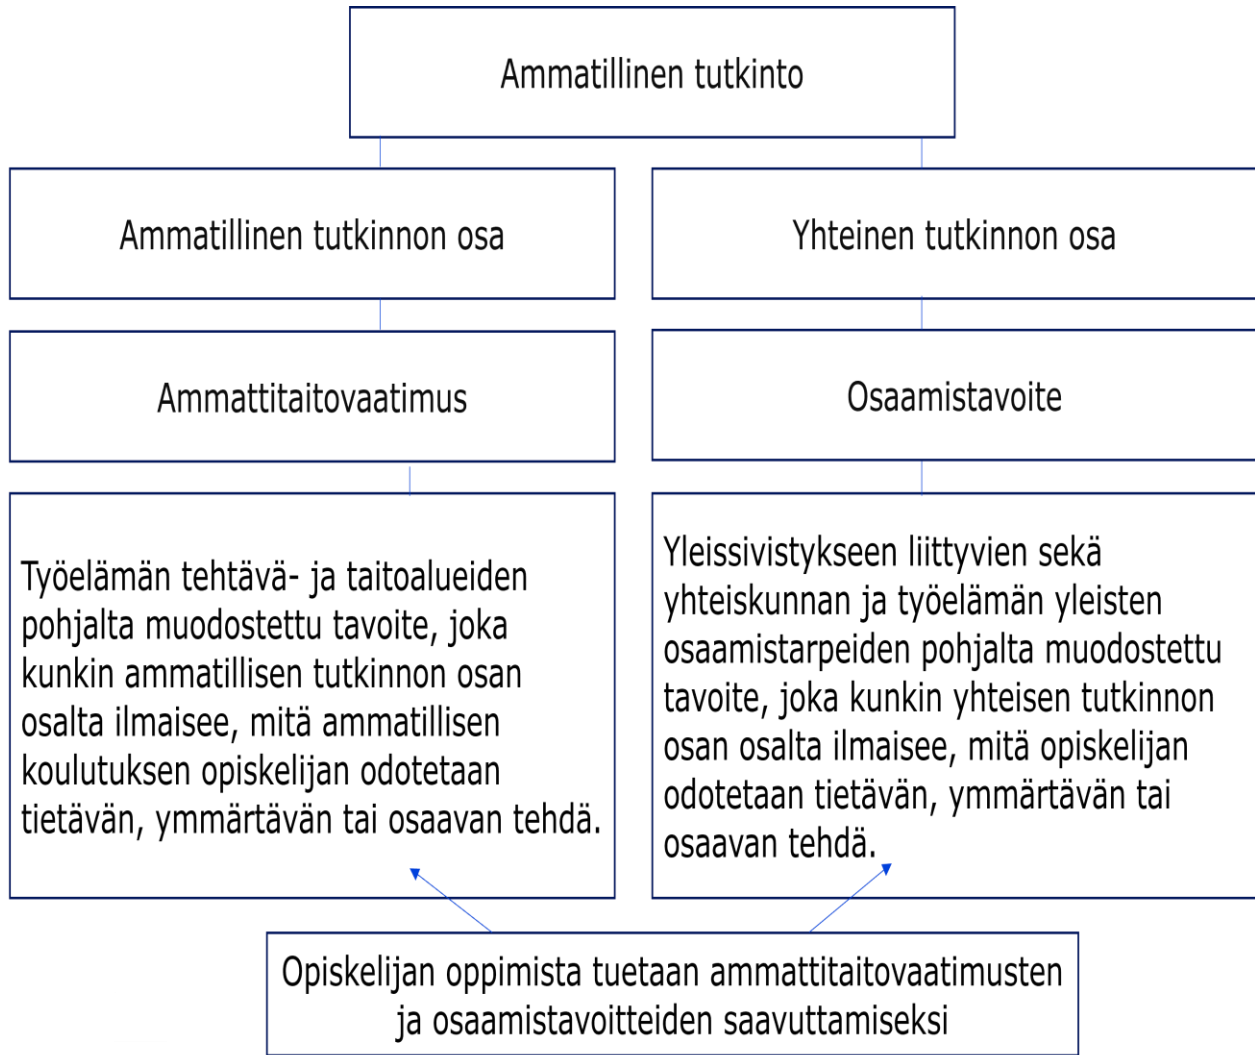 Ammatillinen tutkinto
Ammatillinen tutkinnon osa
Yhteinen tutkinnon osa
Ammattitaitovaatimus
Osaamistavoite
Työelämän tehtävä- ja taitoalueiden
pohjalta muodostettu tavoite, joka
kunkin ammatillisen tutkinnon osan
osalta ilmaisee, mitä ammatillisen
koulutuksen opiskelijan odotetaan
tietävän, ymmärtävän tai osaavan tehdä.
Yleissivistykseen liittyvien sekä
yhteiskunnan ja työelämän yleisten
osaamistarpeiden pohjalta muodostettu
tavoite, joka kunkin yhteisen tutkinnon
osan osalta ilmaisee, mitä opiskelijan
odotetaan tietävän, ymmärtävän tai
osaavan tehdä.
Opiskelijan oppimista tuetaan ammattitaitovaatimusten
ja osaamistavoitteiden saavuttamiseksi